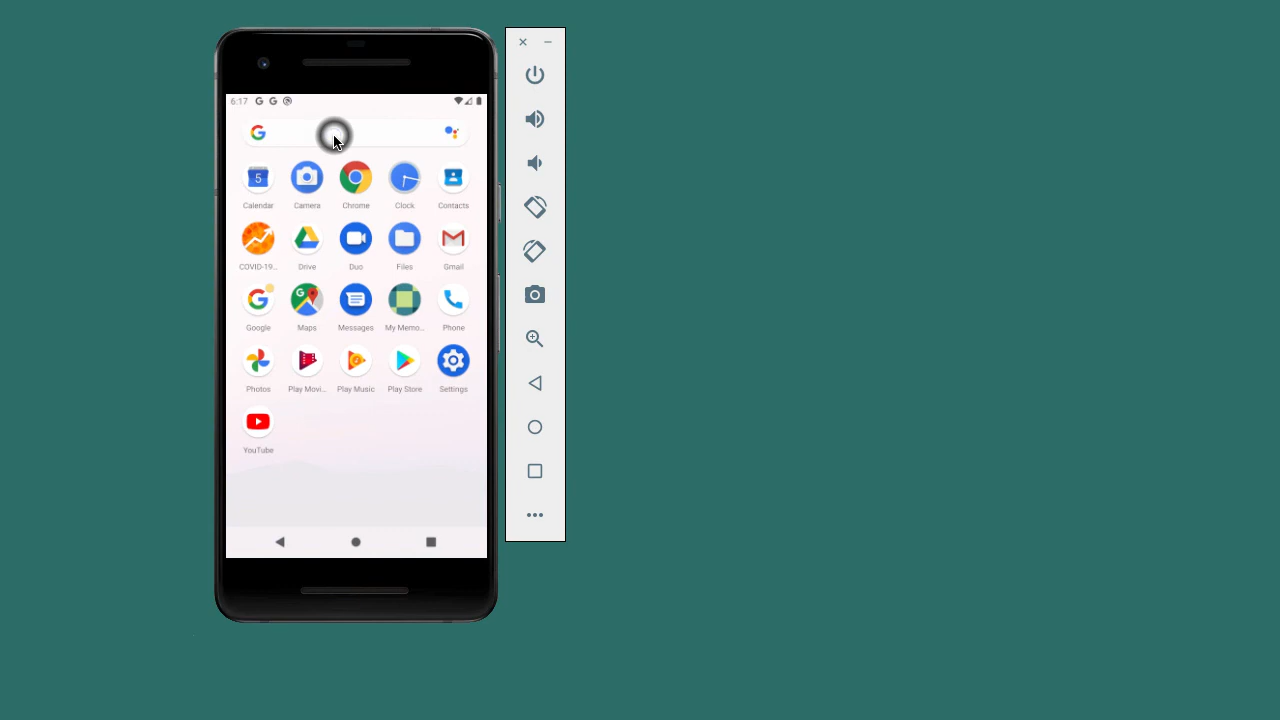 6:17
Calendar Camera Chrome Clock Contacts
COVID-19... Drive Duo Files Gmail
Google Maps Messages My Memo... Phone
Photos Play Movi... Play Music Play Store Settings
YouTube